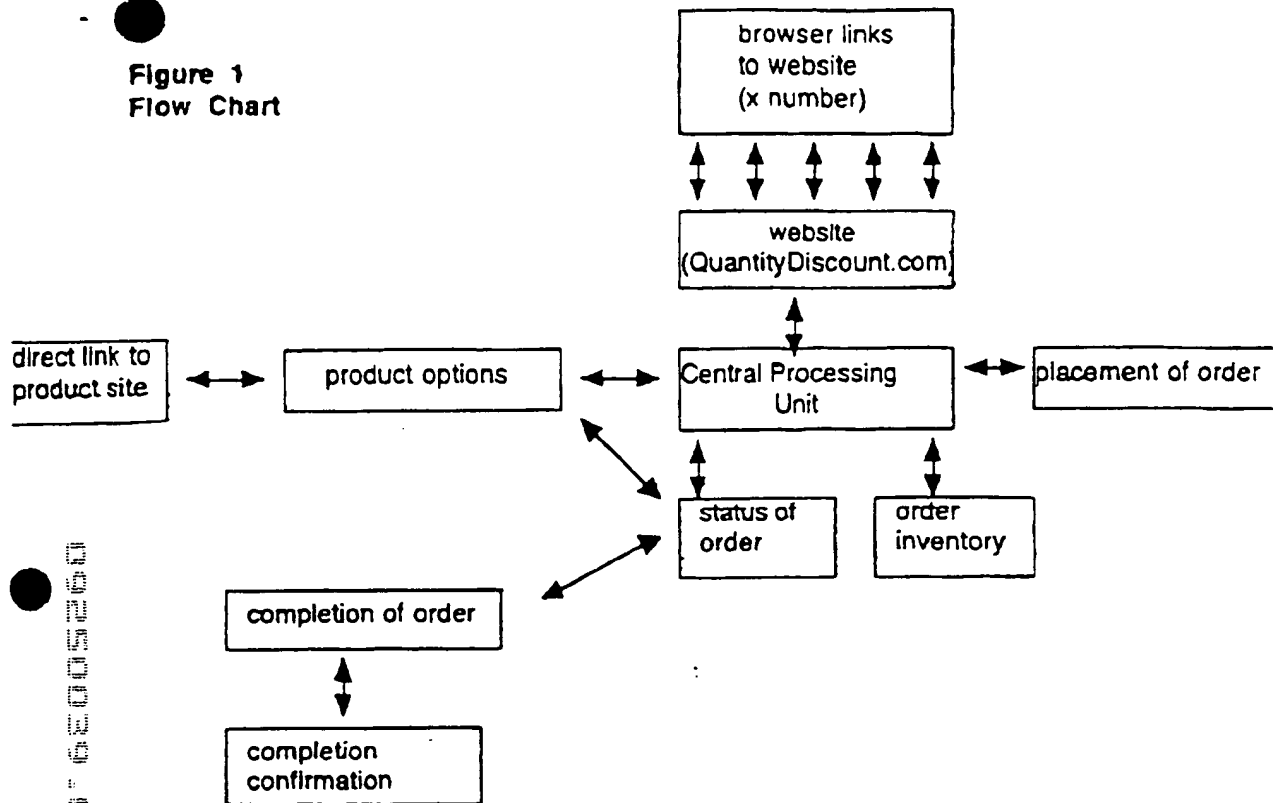 Figure 1
Flow Chart
browser links
to website
(x number)
website
(QuantityDiscount.com)
direct link to
product site
product options
Central Processing
Unit
placement of order
status of
order
order
inventory
completion of order
completion
confirmation